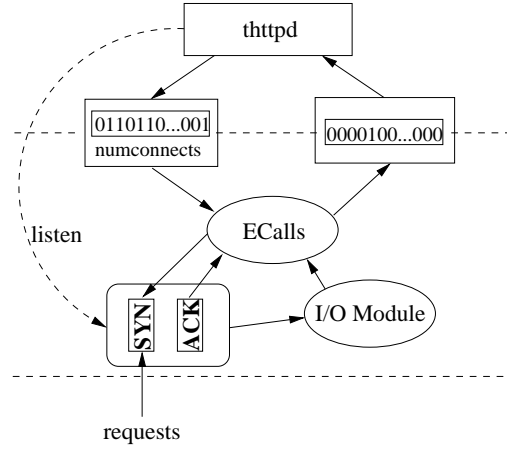 thttpd
0110110...001
numconnects
0000100...000
listen
ECalls
SYN
ACK
I/O Module
requests